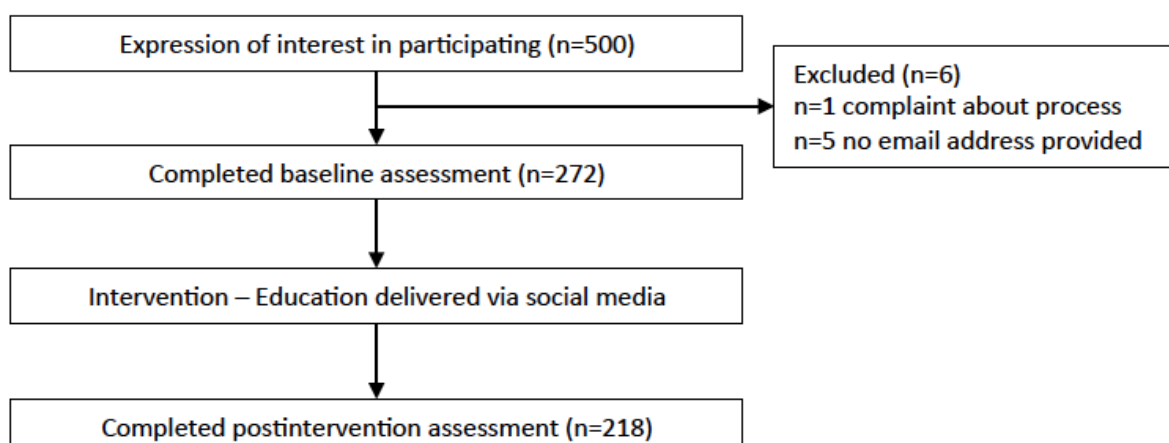 Expression of interest in participating (n=500)
Excluded (n=6)
n=1 complaint about process
n=5 no email address provided
Completed baseline assessment (n=272)
Intervention – Education delivered via social media
Completed postintervention assessment (n=218)